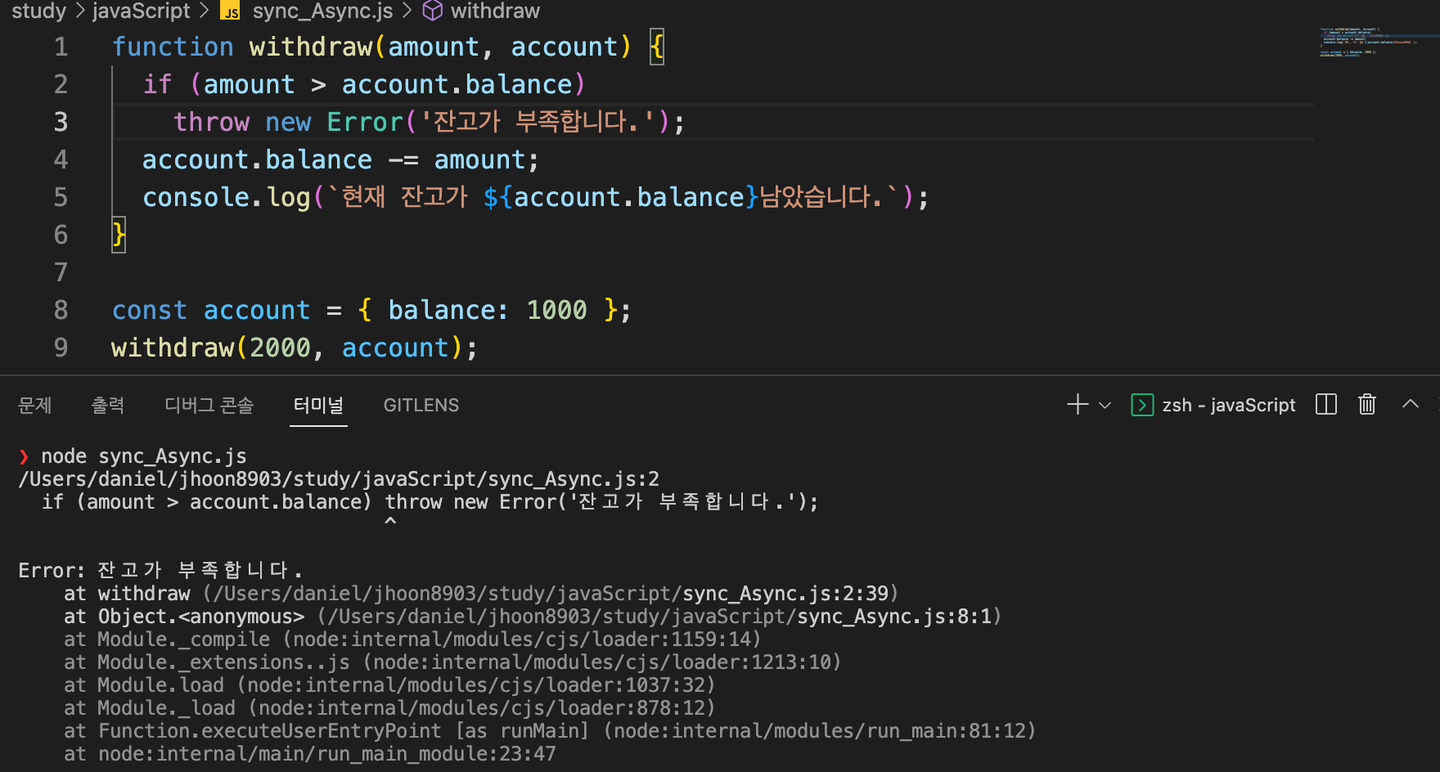 study > javaScript > JS sync_Async.js > withdraw
1 function withdraw(amount, account) {
2 if (amount > account.balance)
3 throw new Error('잔고가 부족합니다.');
4 account.balance -= amount;
5 console.log(`현재 잔고가 ${account.balance}남았습니다.`);
6 }
7
8 const account = { balance: 1000 };
9 withdraw(2000, account);
문제 출력 디버그 콘솔 터미널 GITLENS zsh - javaScript
❯ node sync_Async.js
/Users/daniel/jhoon8903/study/javaScript/sync_Async.js:2
if (amount > account.balance) throw new Error('잔고가 부족합니다.');
^
Error: 잔고가 부족합니다.
at withdraw (/Users/daniel/jhoon8903/study/javaScript/sync_Async.js:2:39)
at Object.<anonymous> (/Users/daniel/jhoon8903/study/javaScript/sync_Async.js:8:1)
at Module._compile (node:internal/modules/cjs/loader:1159:14)
at Module._extensions..js (node:internal/modules/cjs/loader:1213:10)
at Module.load (node:internal/modules/cjs/loader:1037:32)
at Module._load (node:internal/modules/cjs/loader:878:12)
at Function.executeUserEntryPoint [as runMain] (node:internal/modules/run_main:81:12)
at node:internal/main/run_main_module:23:47